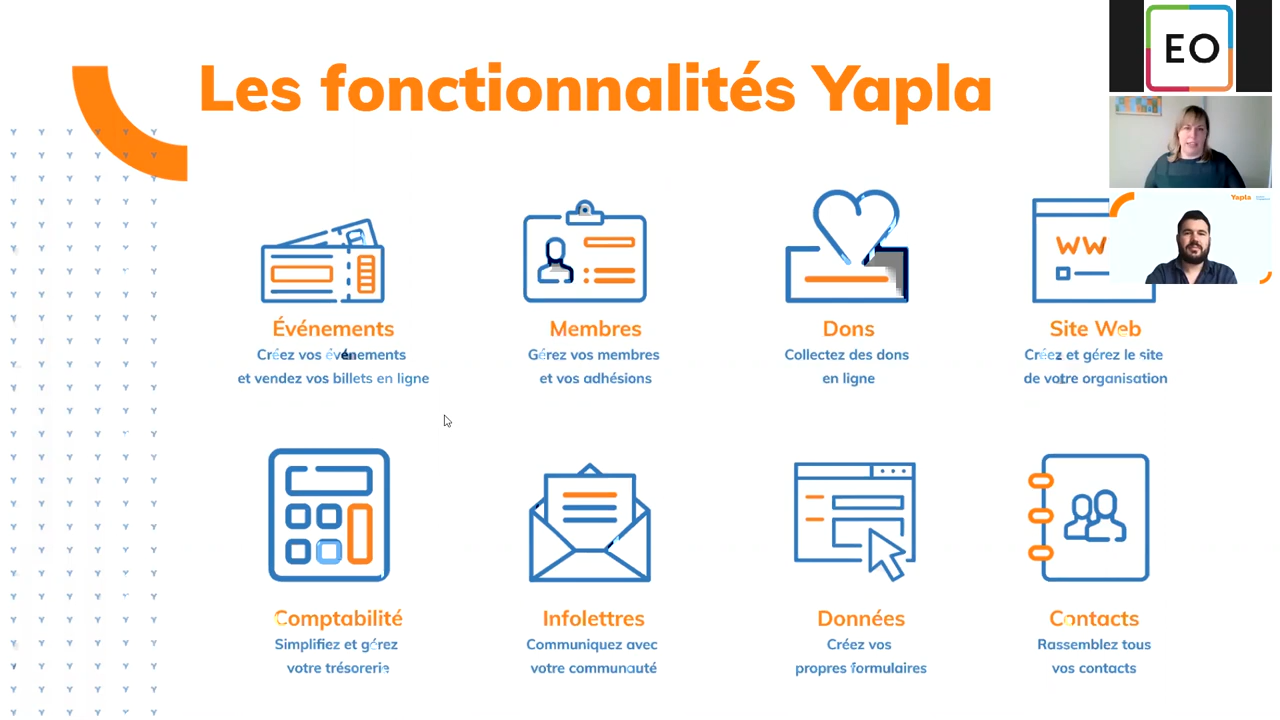 Les fonctionnalités Yapla
EO
Yapla
WW
Événements
Créez vos événements
et vendez vos billets en ligne
Membres
Gérez vos membres
et vos adhésions
Dons
Collectez des dons
en ligne
Site Web
Créez et gérez le site
de votre organisation
Comptabilité
Simplifiez et gérez
votre trésorerie
Infolettres
Communiquez avec
votre communauté
Données
Créez vos
propres formulaires
Contacts
Rassemblez tous
vos contacts